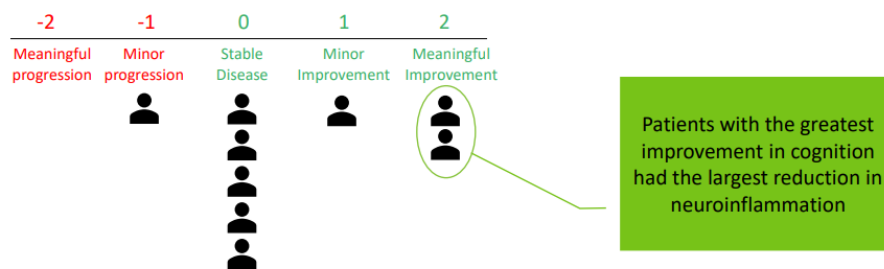 -2 -1 0 1 2
Meaningful Minor Stable Minor Meaningful
progression progression Disease Improvement Improvement
Patients with the greatest
improvement in cognition
had the largest reduction in
neuroinflammation